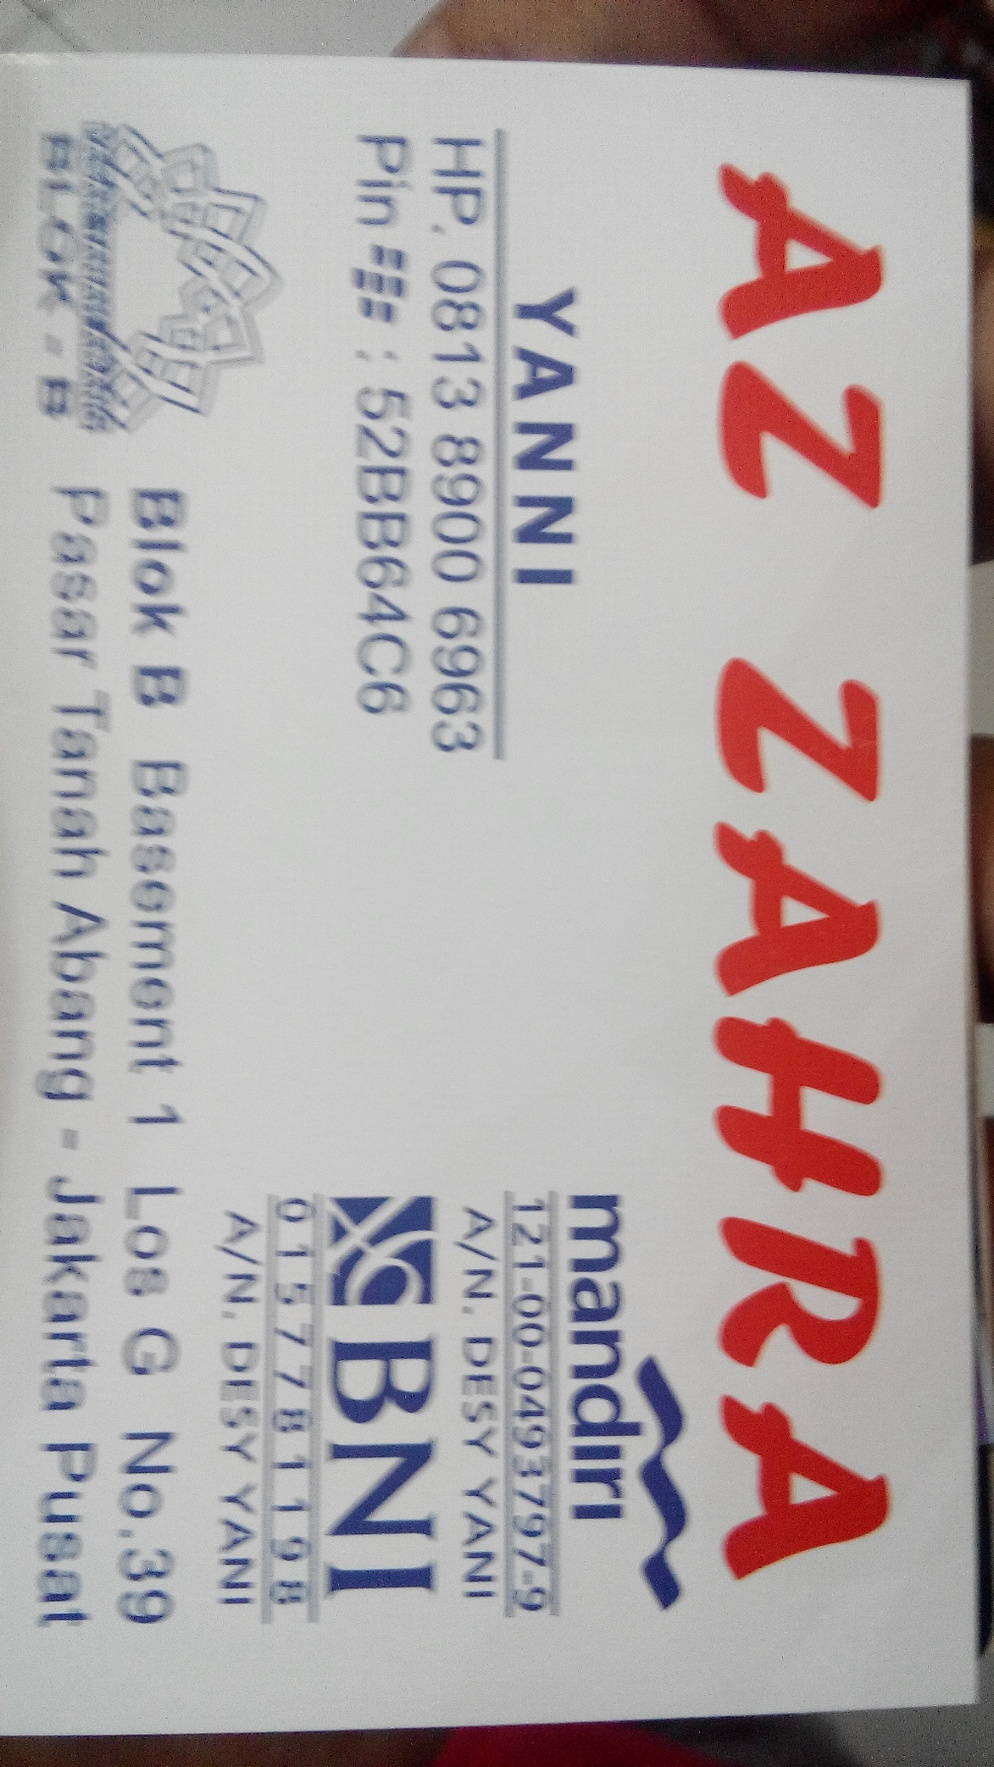 AZ ZAHRA
YANNI
HP. 0813 8900 6963
Pin : 52BB64C6
mandırı
121-00-0493797-9
A/N. DESY YANI
BNI
0157781198
A/N. DESY YANI
BLOK - B
Blok B Basement 1 Los G No.39
Pasar Tanah Abang - Jakarta Pusat